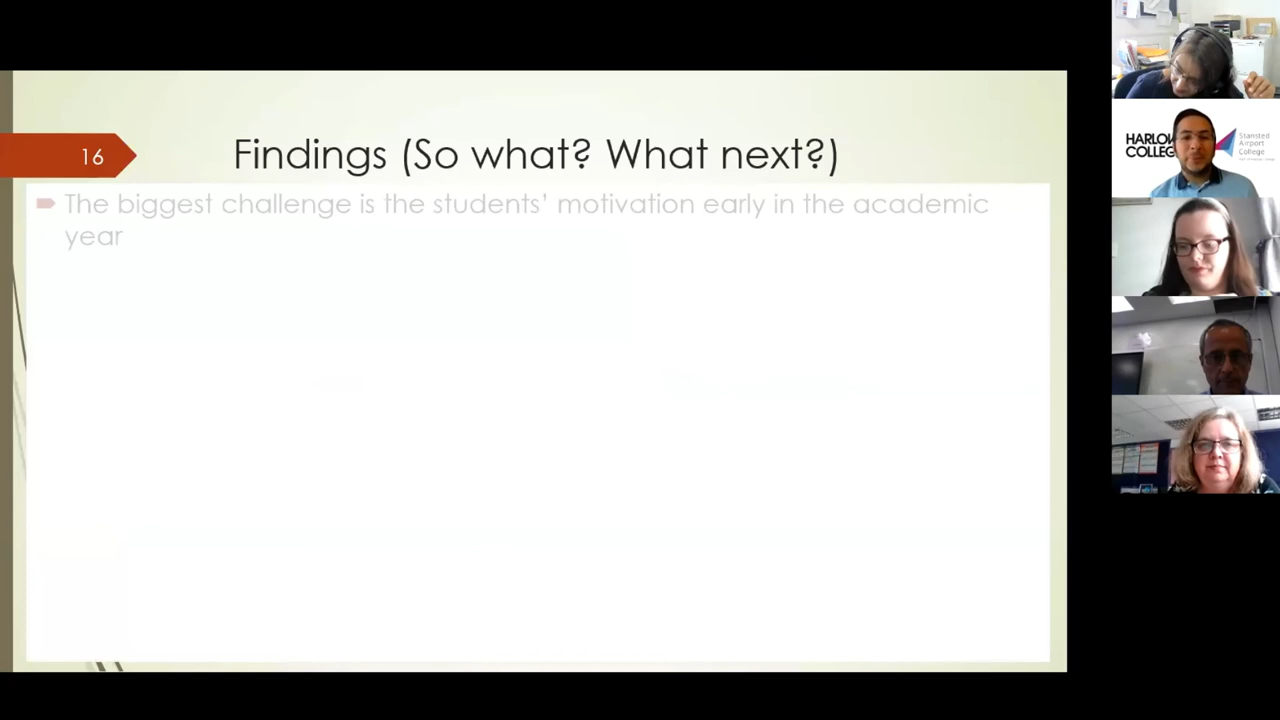 16
Findings (So what? What next?)
The biggest challenge is the students’ motivation early in the academic
year
HARLOW
COLLEGE
Stansted
Airport
College